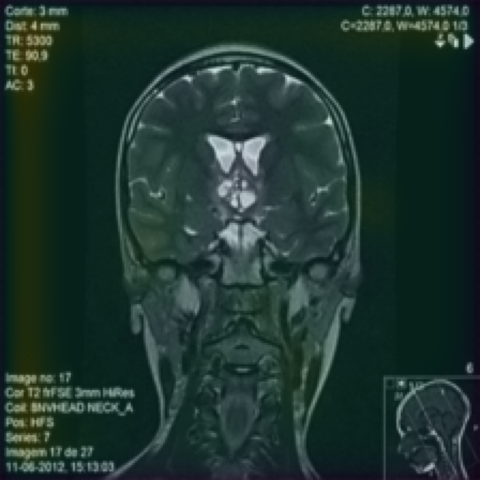 Corte: 3 mm
Dist: 4 mm
TR: 5300
TE: 90,9
TI: 0
AC: 3
C: 2287,0, W: 4574,0
C=2287,0, W=4574,0 1/3
Image no: 17
Cor T2 frFSE 3mm HiRes
Coil: 8NVHEAD NECK_A
Pos: HFS
Series: 7
Imagem 17 de 27
11-06-2012, 15:13:03
6